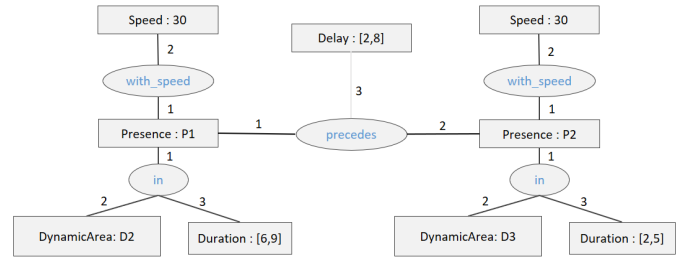 Speed : 30
Speed : 30
Delay : [2,8]
2
2
with_speed
with_speed
3
1
1
Presence : P1
1
precedes
2
Presence : P2
1
1
in
in
2
3
2
3
DynamicArea: D2
Duration : [6,9]
DynamicArea: D3
Duration : [2,5]